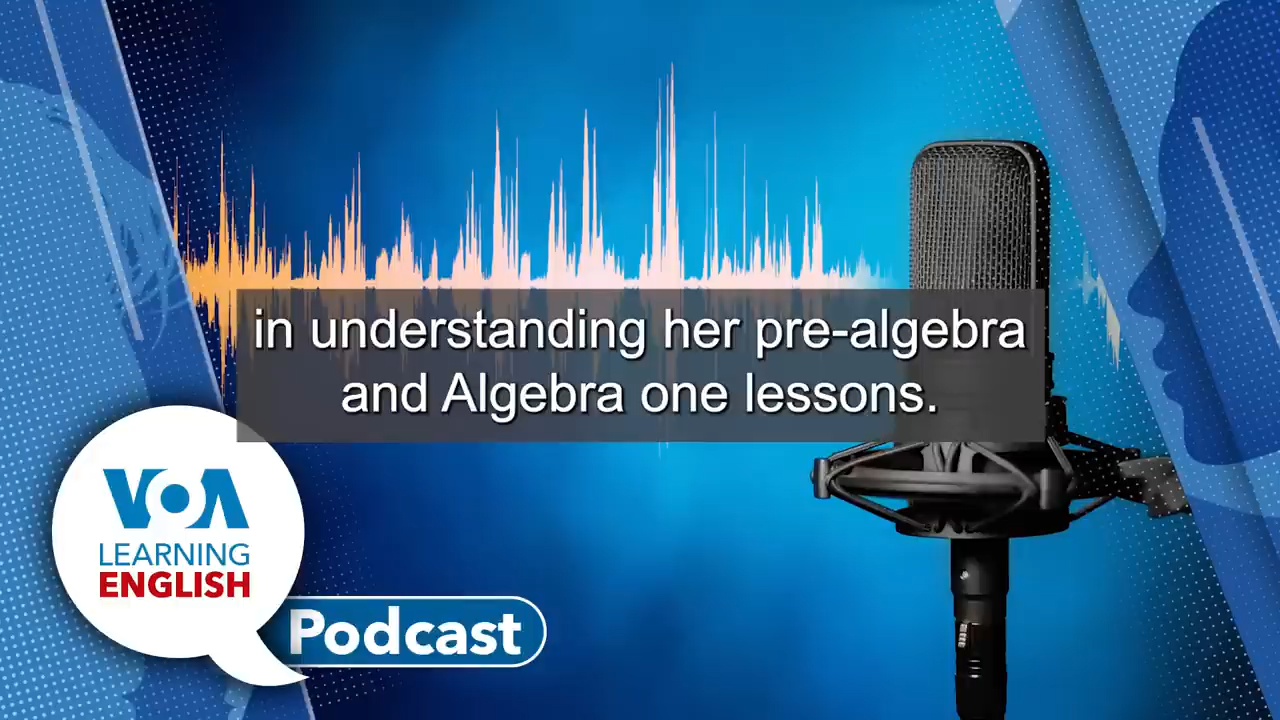 in understanding her pre-algebra
and Algebra one lessons.
VOA
LEARNING
ENGLISH
Podcast